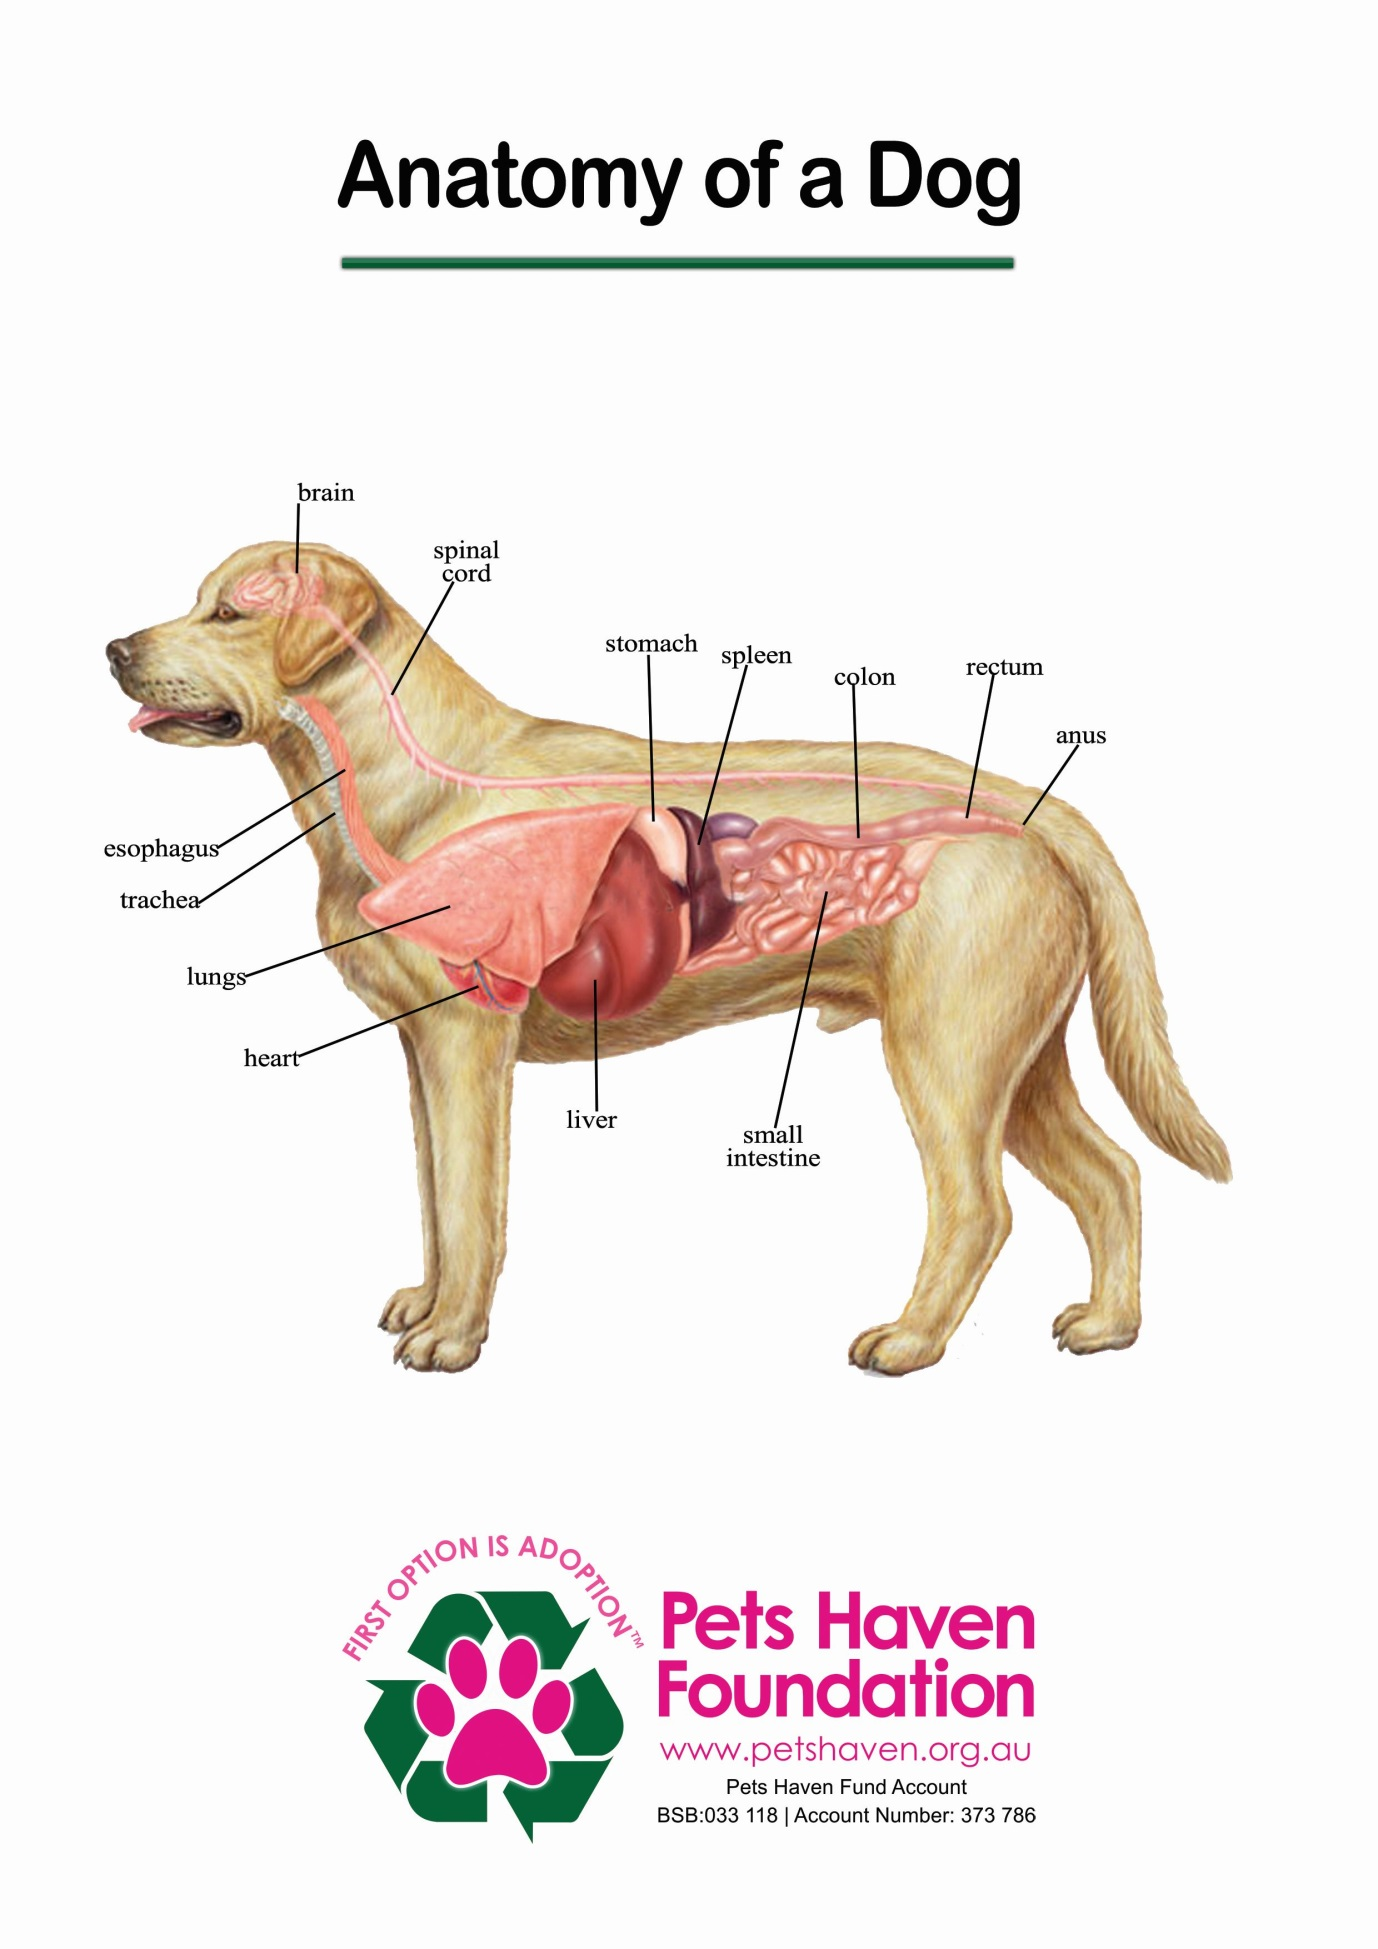 Anatomy of a Dog
brain
spinal
cord
stomach
spleen
colon
rectum
anus
esophagus
trachea
lungs
heart
liver
small
intestine
FIRST OPTION IS ADOPTION™
Pets Haven
Foundation
www.petshaven.org.au
Pets Haven Fund Account
BSB:033 118 | Account Number: 373 786